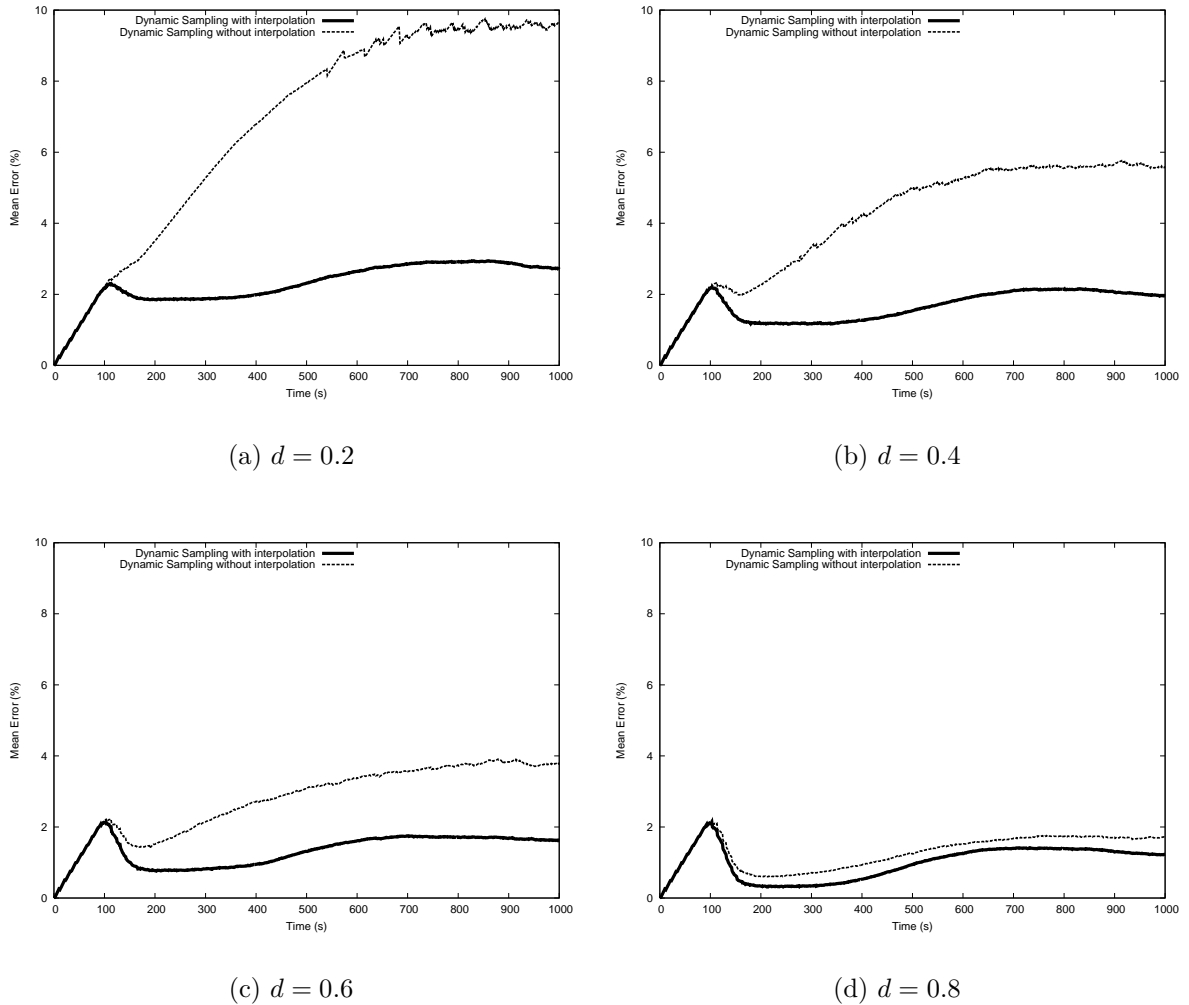 Dynamic Sampling with interpolation
Dynamic Sampling without interpolation
Mean Error (%)
10
8
6
4
2
0
0 100 200 300 400 500 600 700 800 900 1000
Time (s)
(a) d = 0.2
Dynamic Sampling with interpolation
Dynamic Sampling without interpolation
Mean Error (%)
10
8
6
4
2
0
0 100 200 300 400 500 600 700 800 900 1000
Time (s)
(b) d = 0.4
Dynamic Sampling with interpolation
Dynamic Sampling without interpolation
Mean Error (%)
10
8
6
4
2
0
0 100 200 300 400 500 600 700 800 900 1000
Time (s)
(c) d = 0.6
Dynamic Sampling with interpolation
Dynamic Sampling without interpolation
Mean Error (%)
10
8
6
4
2
0
0 100 200 300 400 500 600 700 800 900 1000
Time (s)
(d) d = 0.8